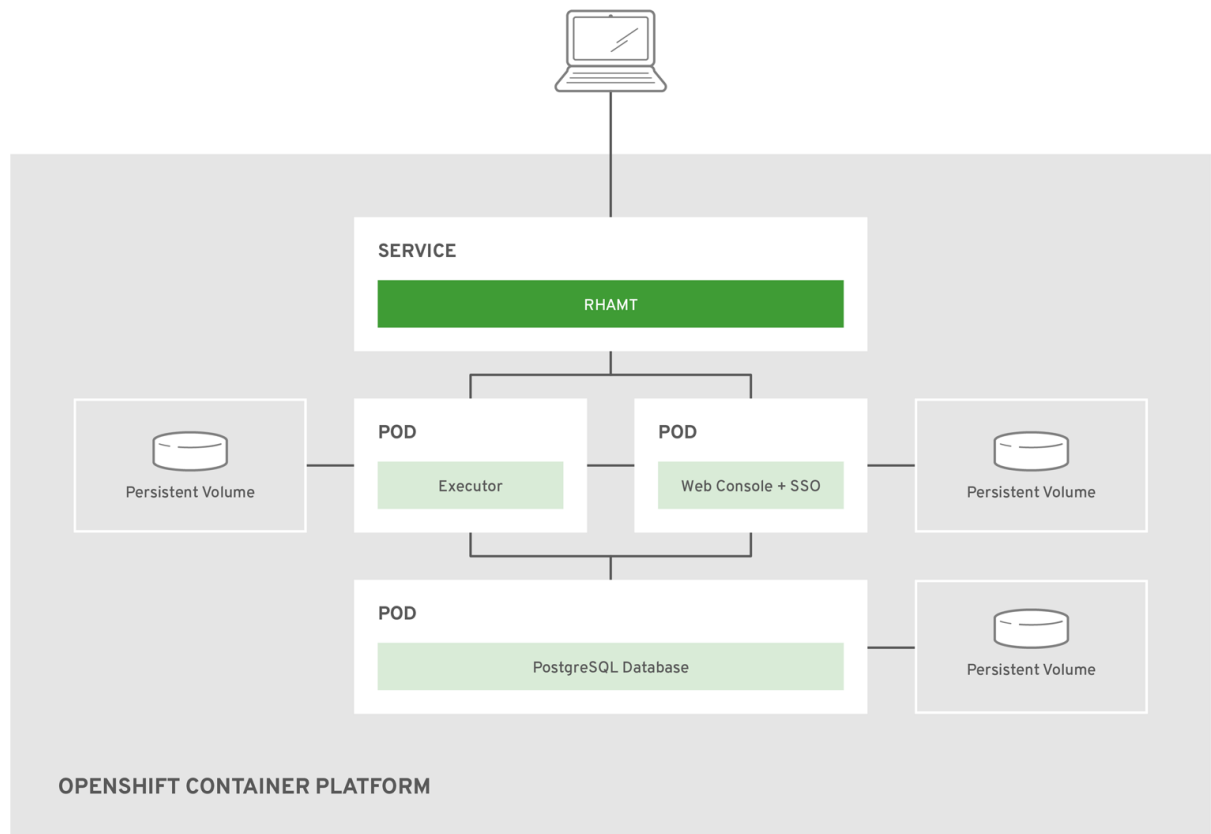 SERVICE
RHAMT
POD
Executor
POD
Web Console + SSO
Persistent Volume
Persistent Volume
POD
PostgreSQL Database
Persistent Volume
OPENSHIFT CONTAINER PLATFORM